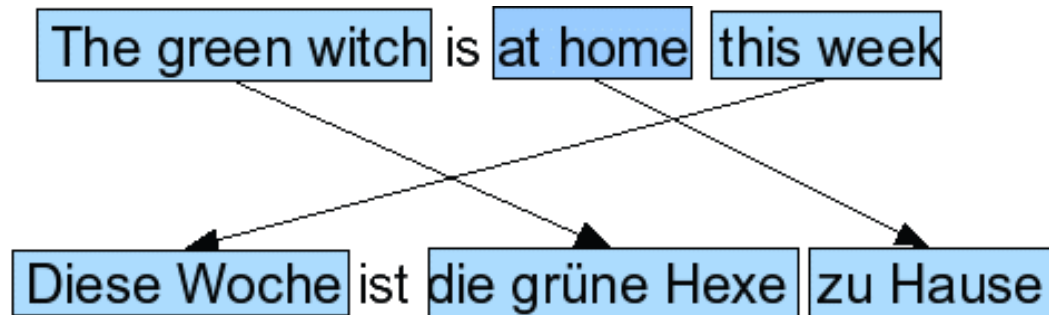 The green witch is at home this week
Diese Woche ist die grüne Hexe zu Hause